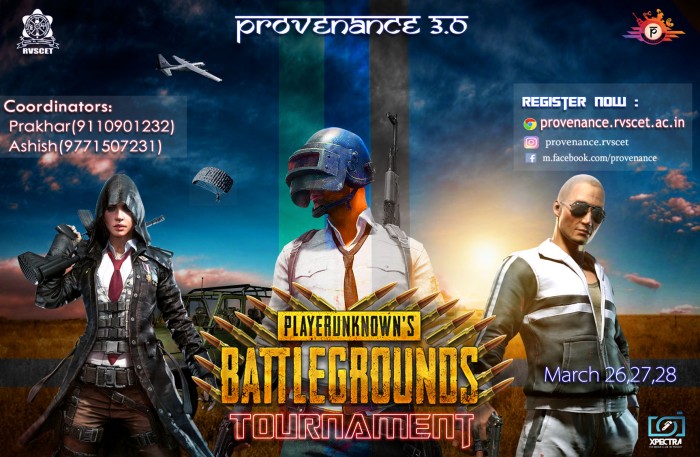 PROVENANCE 3.0
RVSCET
Coordinators:
Prakhar(9110901232)
Ashish(9771507231)
REGISTER NOW :
provenance.rvscet.ac.in
provenance.rvscet
m.facebook.com/provenance
PLAYERUNKNOWN'S
BATTLEGROUNDS
TOURNAMENT
March 26,27,28
XPECTRA